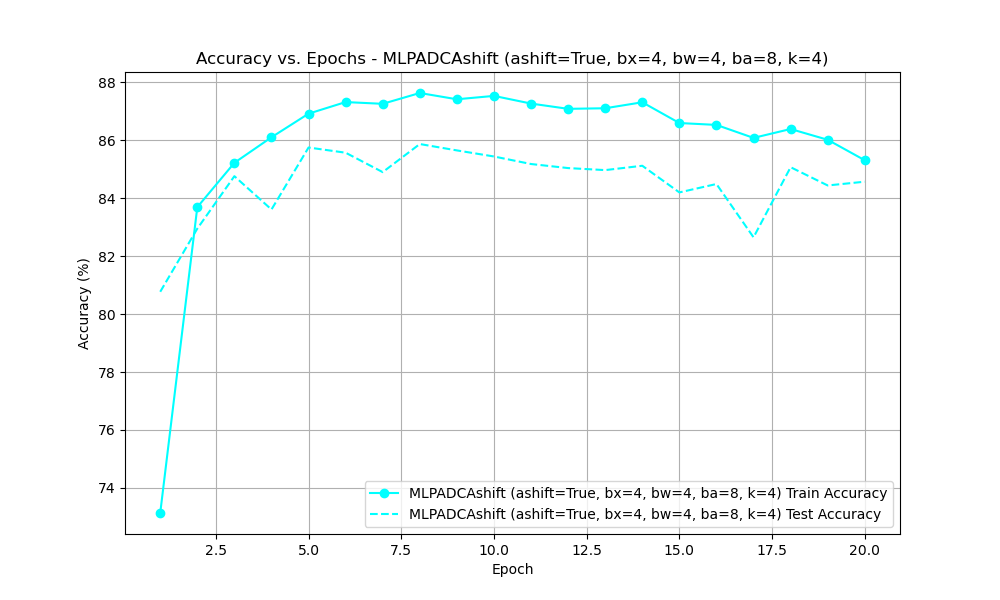 Accuracy vs. Epochs - MLPADCAshift (ashift=True, bx=4, bw=4, ba=8, k=4)
Accuracy (%)
88
86
84
82
80
78
76
74
MLPADCAshift (ashift=True, bx=4, bw=4, ba=8, k=4) Train Accuracy
MLPADCAshift (ashift=True, bx=4, bw=4, ba=8, k=4) Test Accuracy
2.5 5.0 7.5 10.0 12.5 15.0 17.5 20.0
Epoch